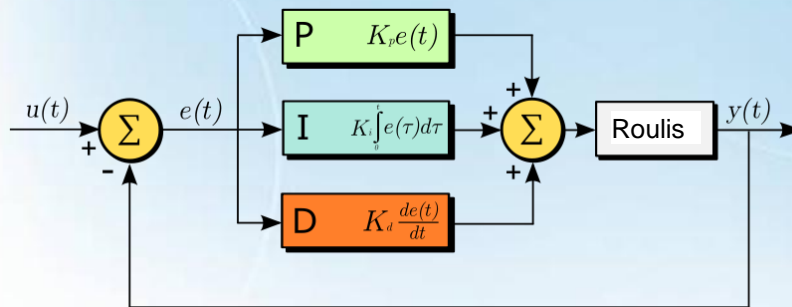 P K_p e(t)
u(t) + - Σ e(t) I K_i ∫_0^t e(τ)dτ + + + Σ Roulis y(t)
D K_d de(t)/dt